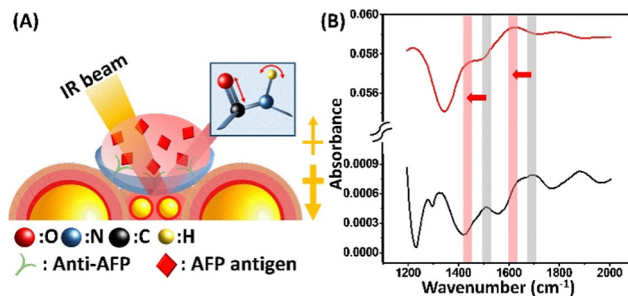 (A)
IR beam
:O :N :C :H
: Anti-AFP : AFP antigen
(B)
Absorbance
0.060
0.058
0.056
0.0009
0.0006
0.0003
0.0000
1200 1400 1600 1800 2000
Wavenumber (cm⁻¹)